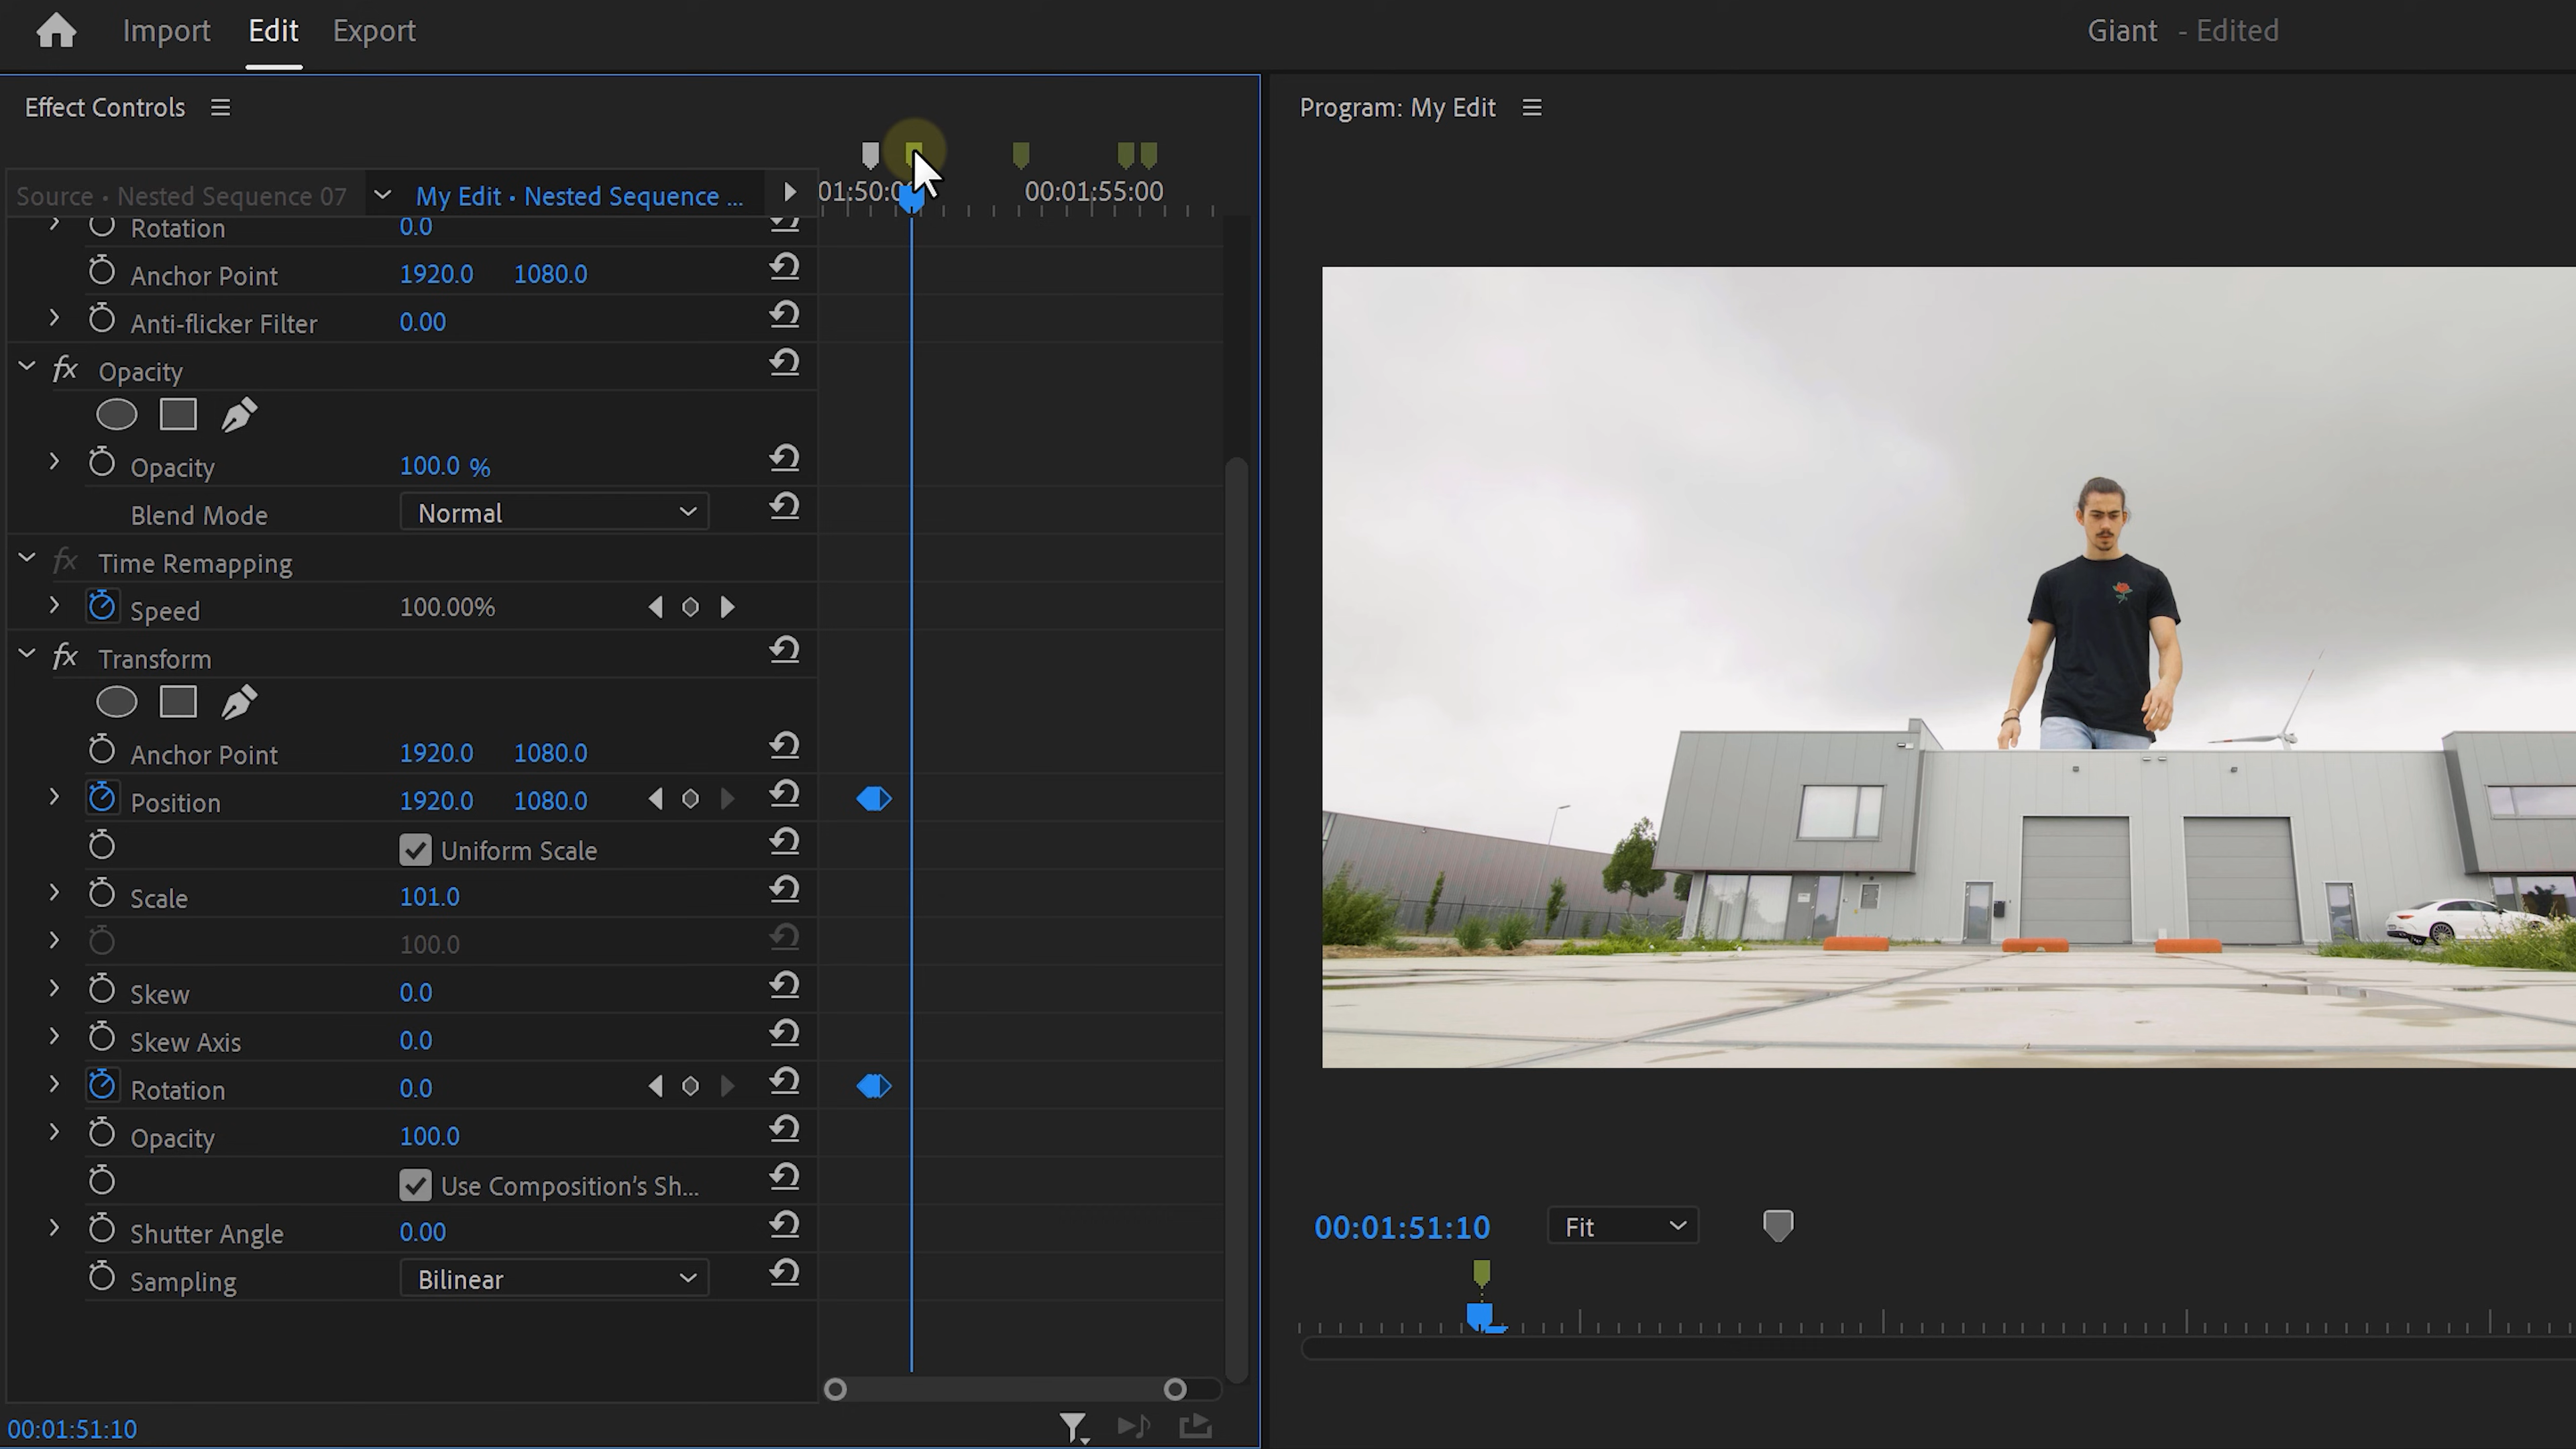 Import Edit Export
Giant - Edited
Effect Controls
Program: My Edit
Source • Nested Sequence 07
My Edit • Nested Sequence ...
00:01:55:00
Rotation 0.0
Anchor Point 1920.0 1080.0
Anti-flicker Filter 0.00
fx Opacity
Opacity 100.0 %
Blend Mode Normal
fx Time Remapping
Speed 100.00%
fx Transform
Anchor Point 1920.0 1080.0
Position 1920.0 1080.0
Uniform Scale
Scale 101.0
100.0
Skew 0.0
Skew Axis 0.0
Rotation 0.0
Opacity 100.0
Use Composition's Sh...
Shutter Angle 0.00
Sampling Bilinear
00:01:51:10
00:01:51:10
Fit